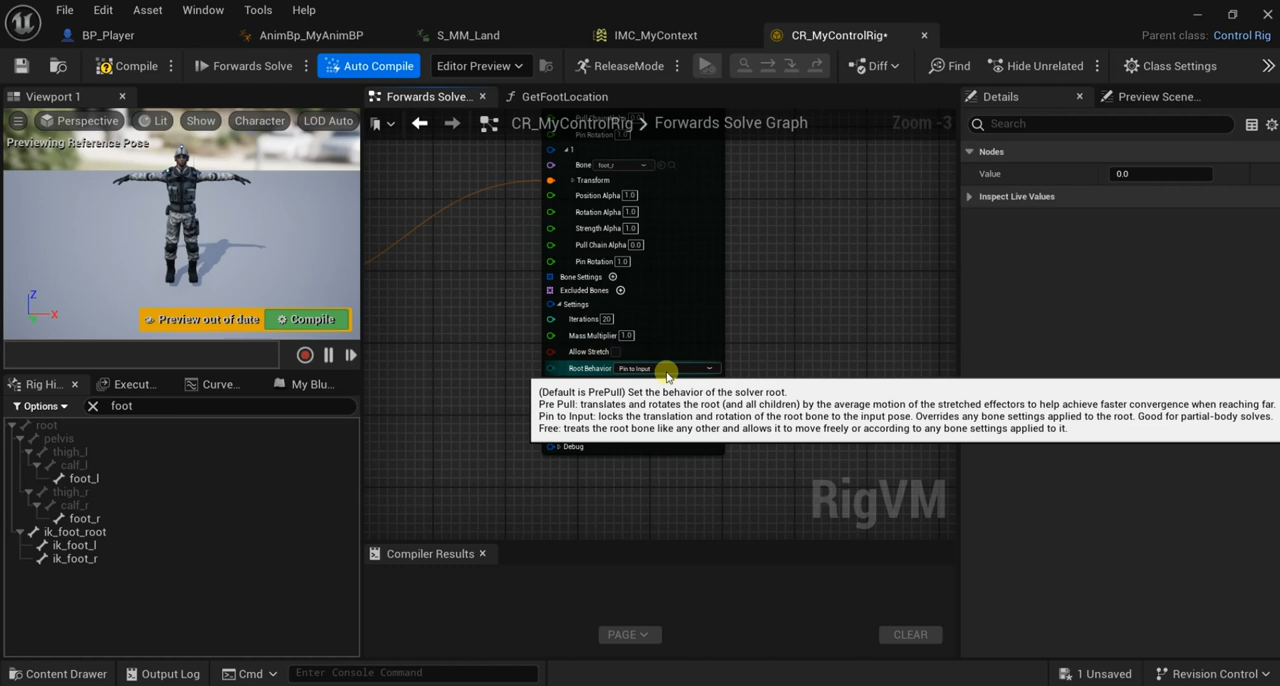 File Edit Asset Window Tools Help
BP_Player AnimBp_MyAnimBP S_MM_Land IMC_MyContext CR_MyControlRig* Parent class: Control Rig
Compile Forwards Solve Auto Compile Editor Preview ReleaseMode Diff Find Hide Unrelated Class Settings
Viewport 1
Perspective Lit Show Character LOD Auto
Previewing Reference Pose
Z
X
Preview out of date Compile
Rig Hi... Execut... Curve... My Blu...
Options foot
root
pelvis
thigh_l
calf_l
foot_l
thigh_r
calf_r
foot_r
ik_foot_root
ik_foot_l
ik_foot_r
Forwards Solve... GetFootLocation
CR_MyControlRig Forwards Solve Graph Zoom -3
Pin Rotation 1.0
1
Bone foot_r
Transform
Position Alpha 1.0
Rotation Alpha 1.0
Strength Alpha 1.0
Pull Chain Alpha 0.0
Pin Rotation 1.0
Bone Settings
Excluded Bones
Settings
Iterations 20
Mass Multiplier 1.0
Allow Stretch
Root Behavior Pin to Input
(Default is PrePull) Set the behavior of the solver root.
Pre Pull: translates and rotates the root (and all children) by the average motion of the stretched effectors to help achieve faster convergence when reaching far.
Pin to Input: locks the translation and rotation of the root bone to the input pose. Overrides any bone settings applied to the root. Good for partial-body solves.
Free: treats the root bone like any other and allows it to move freely or according to any bone settings applied to it.
Debug
RigVM
Compiler Results
PAGE CLEAR
Details Preview Scene...
Search
Nodes
Value 0.0
Inspect Live Values
Content Drawer Output Log Cmd Enter Console Command 1 Unsaved Revision Control